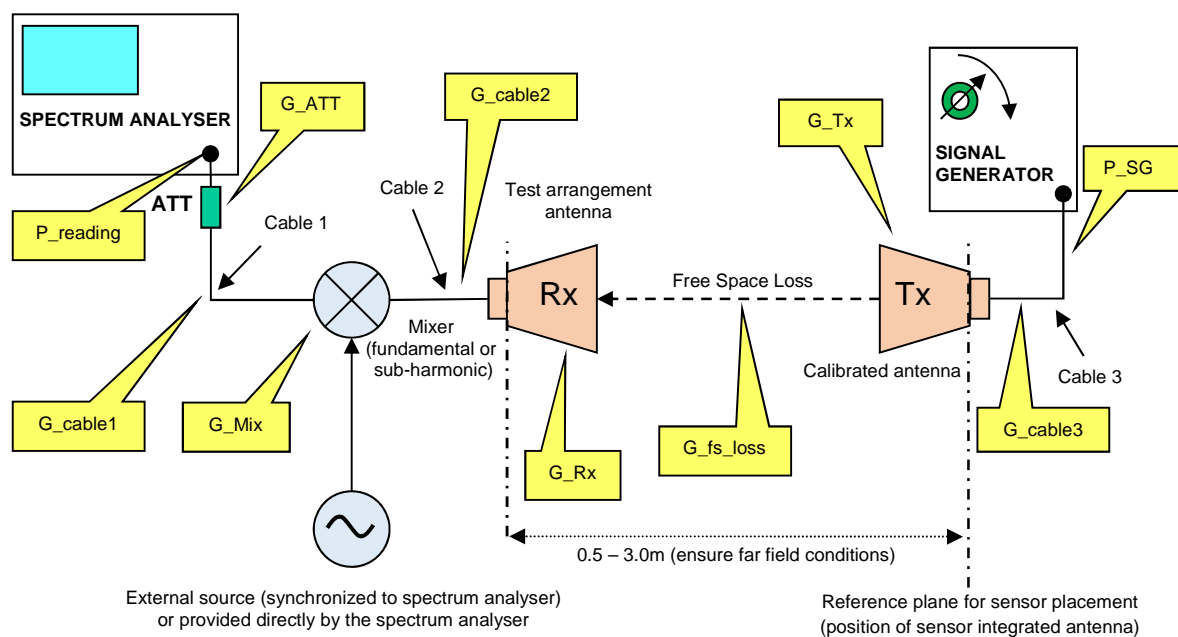 SPECTRUM ANALYSER
G_ATT
G_cable2
G_Tx
SIGNAL
GENERATOR
P_SG
ATT
P_reading
Cable 1
Cable 2
Test arrangement
antenna
Rx
Free Space Loss
Tx
Mixer
(fundamental or
sub-harmonic)
Calibrated antenna
Cable 3
G_cable1
G_Mix
G_Rx
G_fs_loss
G_cable3
0.5 – 3.0m (ensure far field conditions)
External source (synchronized to spectrum analyser)
or provided directly by the spectrum analyser
Reference plane for sensor placement
(position of sensor integrated antenna)